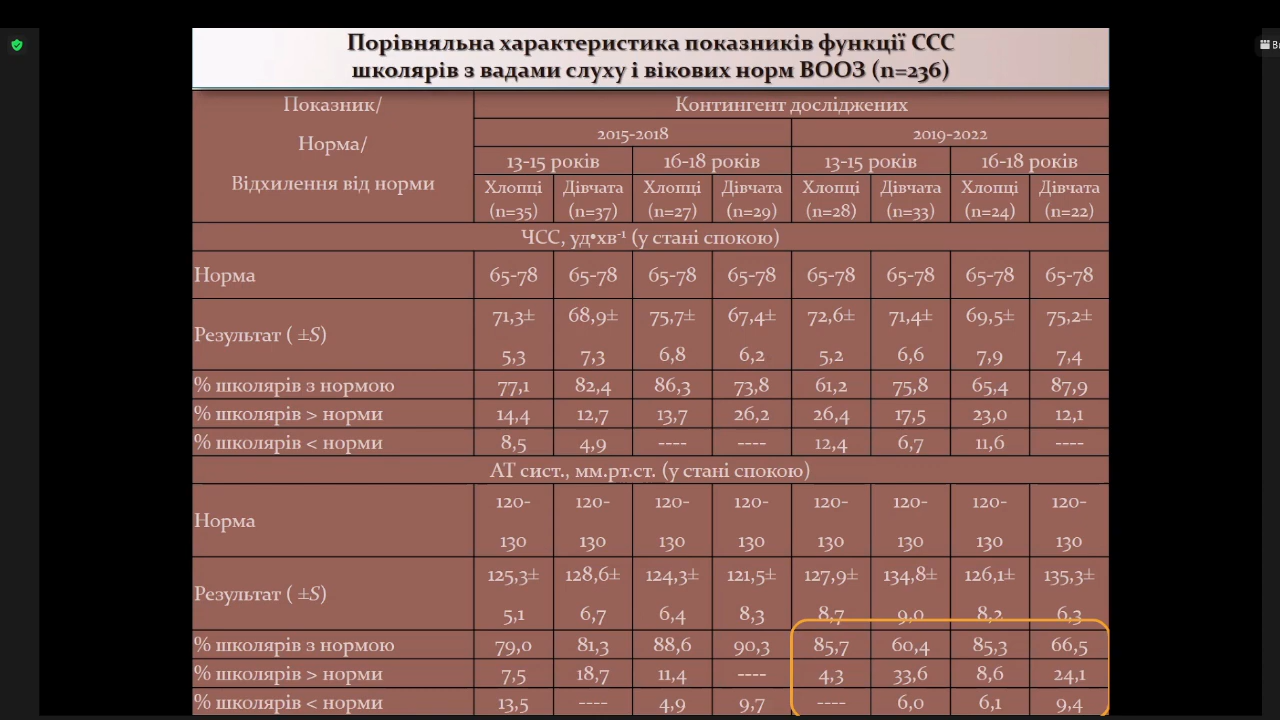 Порівняльна характеристика показників функції ССС
школярів з вадами слуху і вікових норм ВООЗ (n=236)
Показник/
Норма/
Відхилення від норми
Контингент досліджених
2015-2018 2019-2022
13-15 років 16-18 років 13-15 років 16-18 років
Хлопці (n=35) Дівчата (n=37) Хлопці (n=27) Дівчата (n=29) Хлопці (n=28) Дівчата (n=33) Хлопці (n=24) Дівчата (n=22)
ЧСС, уд•хв⁻¹ (у стані спокою)
Норма 65-78 65-78 65-78 65-78 65-78 65-78 65-78 65-78
Результат ( ±S) 71,3± 5,3 68,9± 7,3 75,7± 6,8 67,4± 6,2 72,6± 5,2 71,4± 6,6 69,5± 7,9 75,2± 7,4
% школярів з нормою 77,1 82,4 86,3 73,8 61,2 75,8 65,4 87,9
% школярів > норми 14,4 12,7 13,7 26,2 26,4 17,5 23,0 12,1
% школярів < норми 8,5 4,9 ---- ---- 12,4 6,7 11,6 ----
АТ сист., мм.рт.ст. (у стані спокою)
Норма 120-130 120-130 120-130 120-130 120-130 120-130 120-130 120-130
Результат ( ±S) 125,3± 5,1 128,6± 6,7 124,3± 6,4 121,5± 8,3 127,9± 8,7 134,8± 9,0 126,1± 8,2 135,3± 6,3
% школярів з нормою 79,0 81,3 88,6 90,3 85,7 60,4 85,3 66,5
% школярів > норми 7,5 18,7 11,4 ---- 4,3 33,6 8,6 24,1
% школярів < норми 13,5 ---- 4,9 9,7 ---- 6,0 6,1 9,4